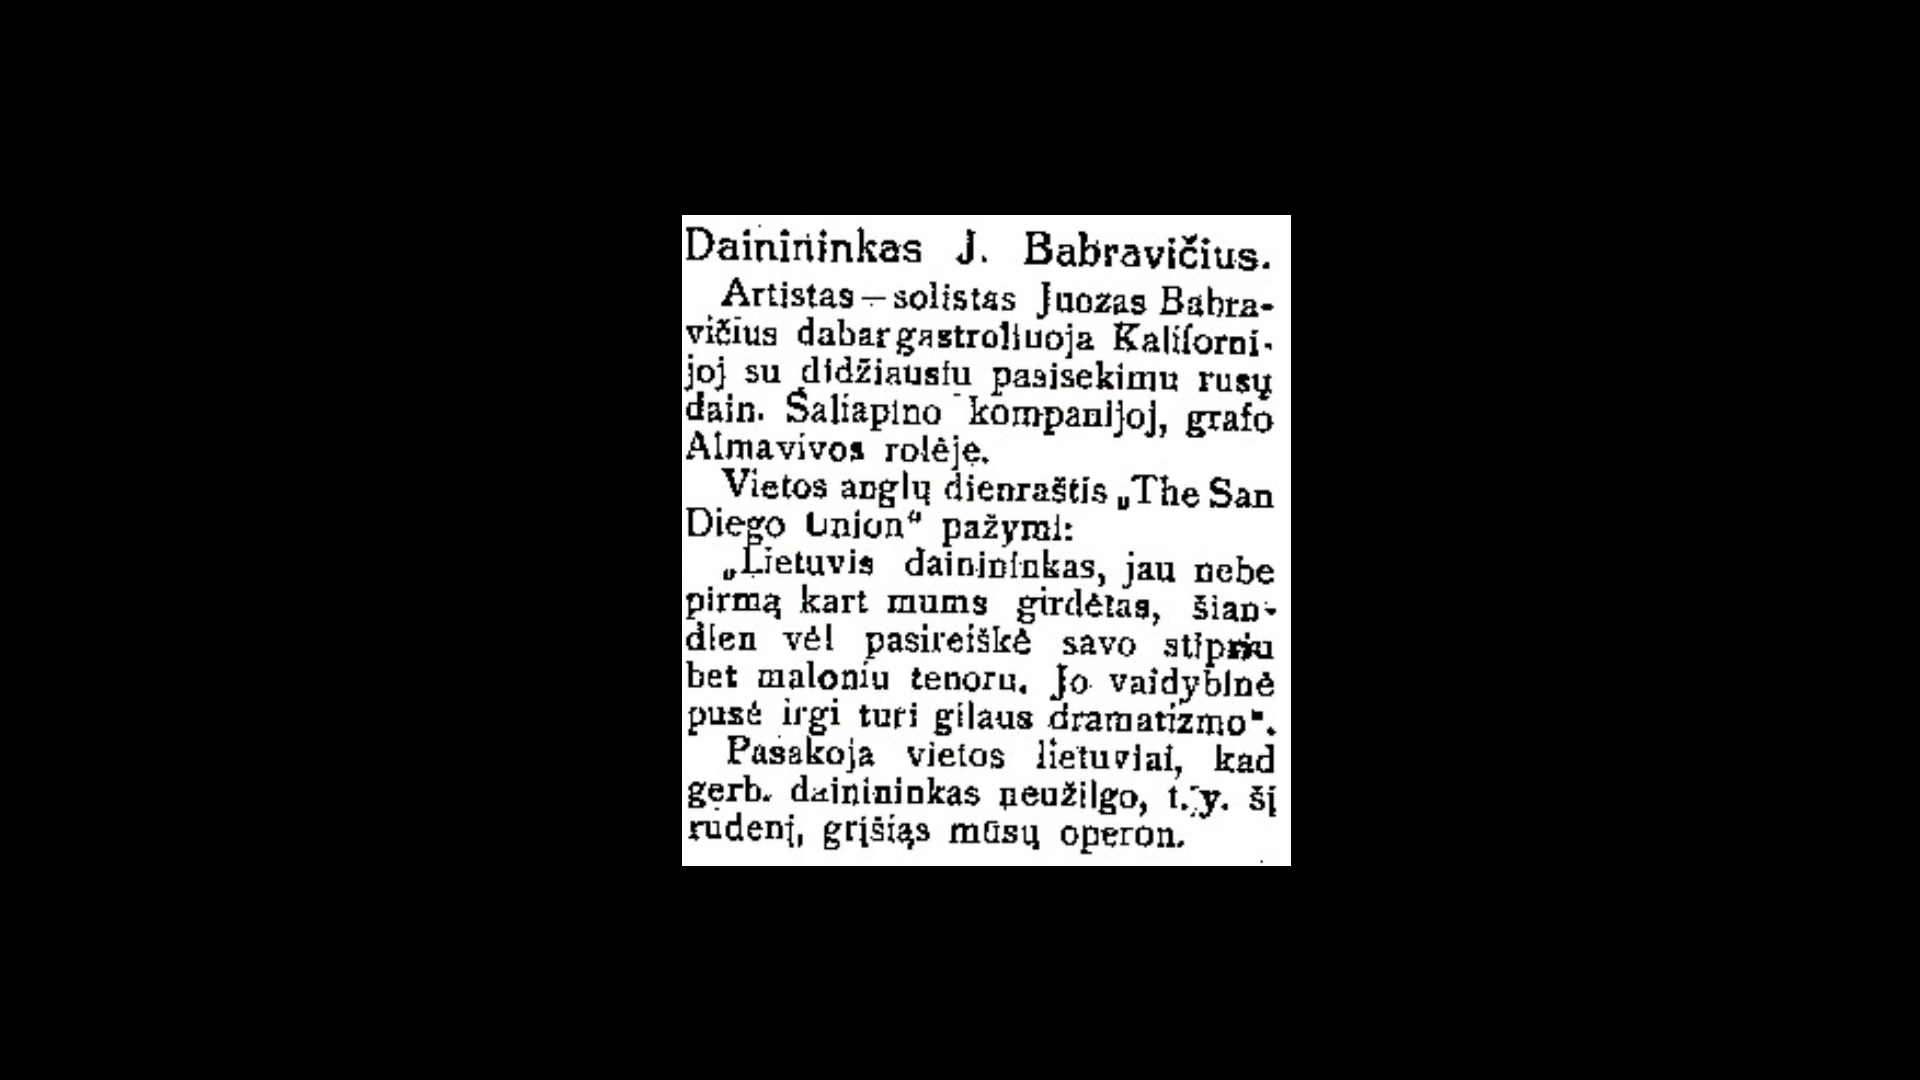 Dainininkas J. Babravičius.
Artistas—solistas Juozas Babra-
vičius dabar gastroliuoja Kaliforni-
joj su didžiausiu pasisekimu rusų
dain. Šaliapino kompanijoj, grafo
Almavivos rolėje.
Vietos anglų dienraštis „The San
Diego Union“ pažymi:
„Lietuvis dainininkas, jau nebe
pirmą kart mums girdėtas, šian-
dien vėl pasireiškė savo stipriu
bet maloniu tenoru. Jo vaidybinė
pusė irgi turi gilaus dramatizmo“.
Pasakoja vietos lietuviai, kad
gerb. dainininkas neužilgo, t. y. šį
rudenį, grįšiąs mūsų operon.